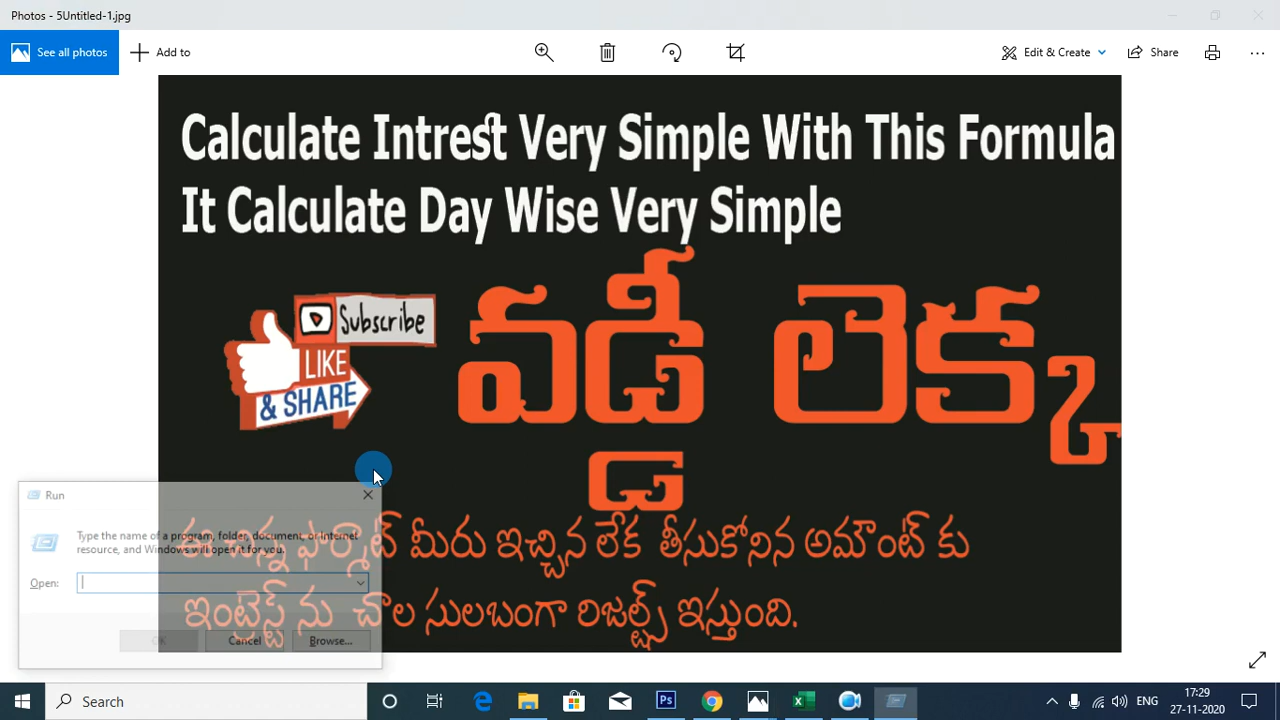 Photos - 5Untitled-1.jpg
See all photos
Add to
Edit & Create
Share
Calculate Intrest Very Simple With This Formula
It Calculate Day Wise Very Simple
Subscribe
LIKE
& SHARE
వడ్డీ లెక్క
Run
Type the name of a program, folder, document, or Internet
resource, and Windows will open it for you.
Open:
OK
Cancel
Browse...
ఈ చిన్న ఫార్మాట్ మీరు ఇచ్చిన లేక తీసుకోనిన అమౌంట్ కు
ఇంటెస్ట్ ను చాల సులబంగా రిజల్ట్స్ ఇస్తుంది.
Search
Ps
ENG
17:29
27-11-2020